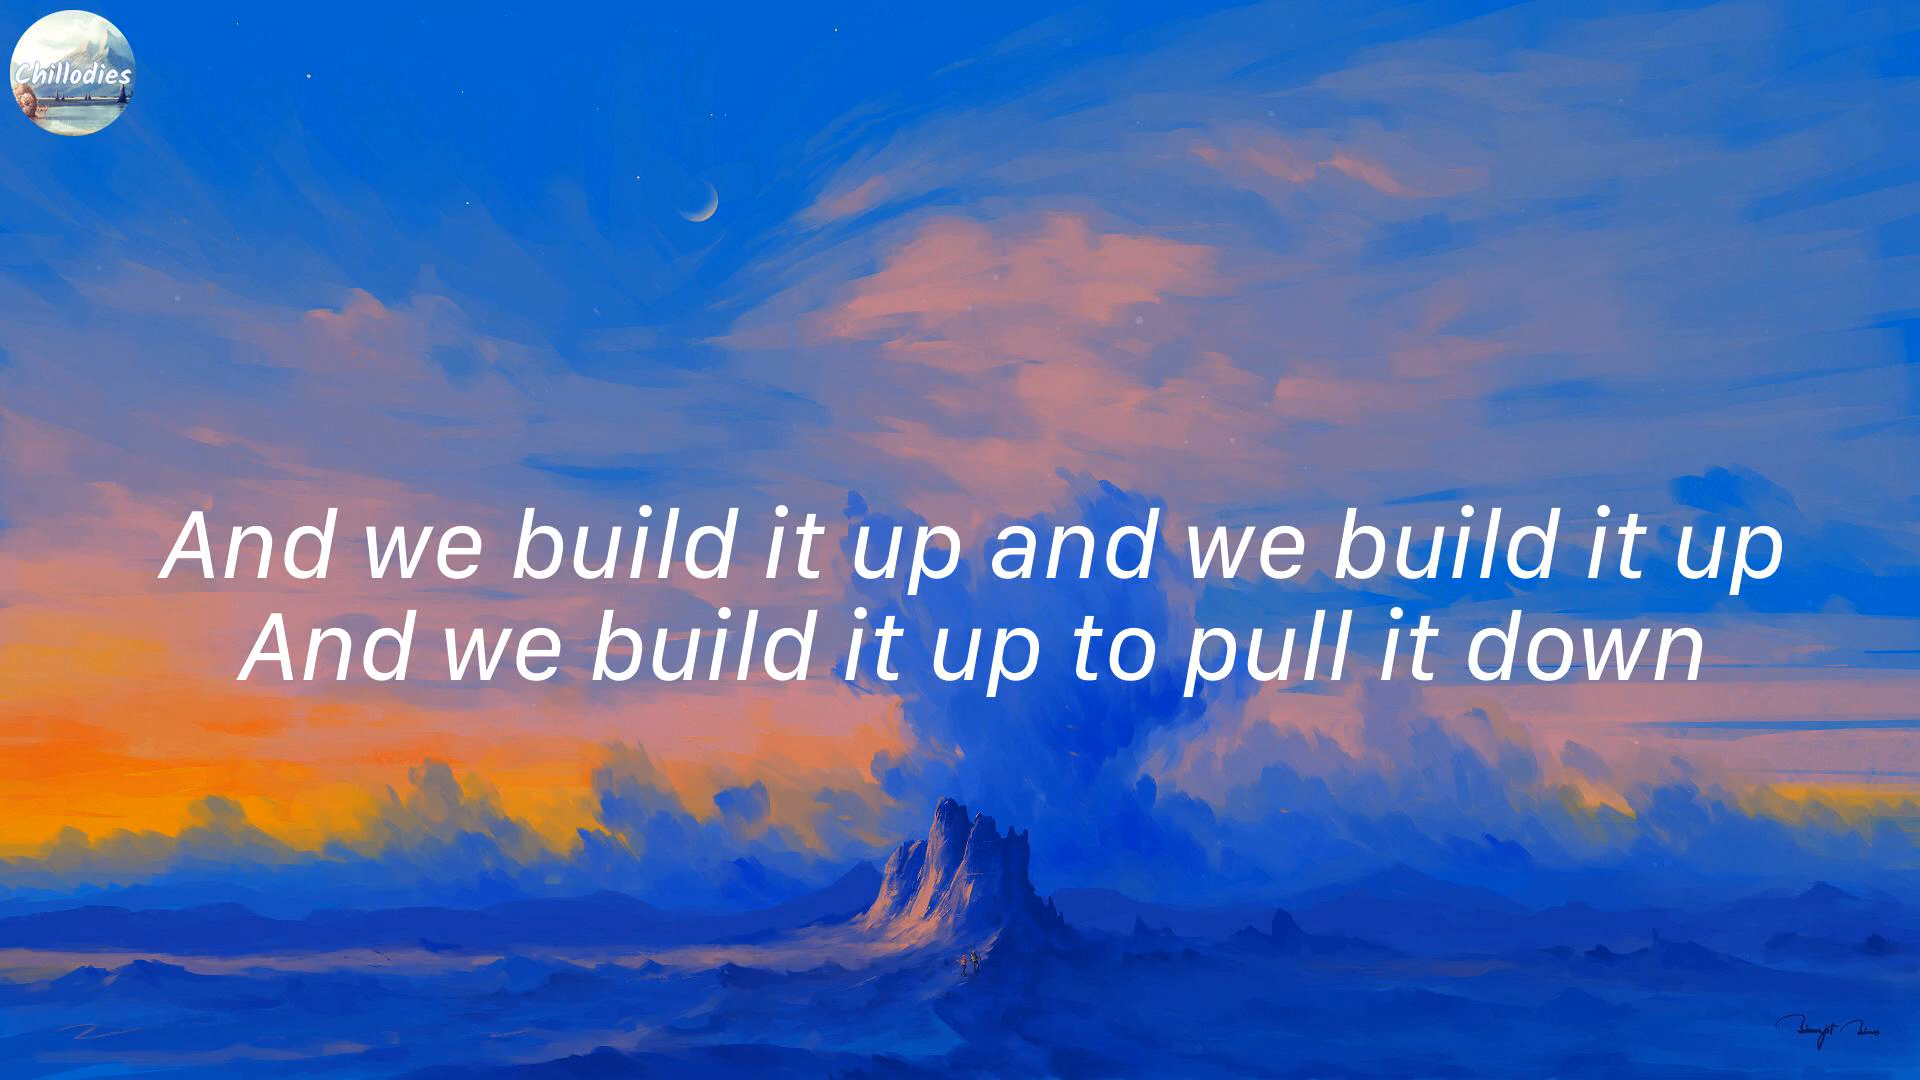 Chillodies
And we build it up and we build it up
And we build it up to pull it down